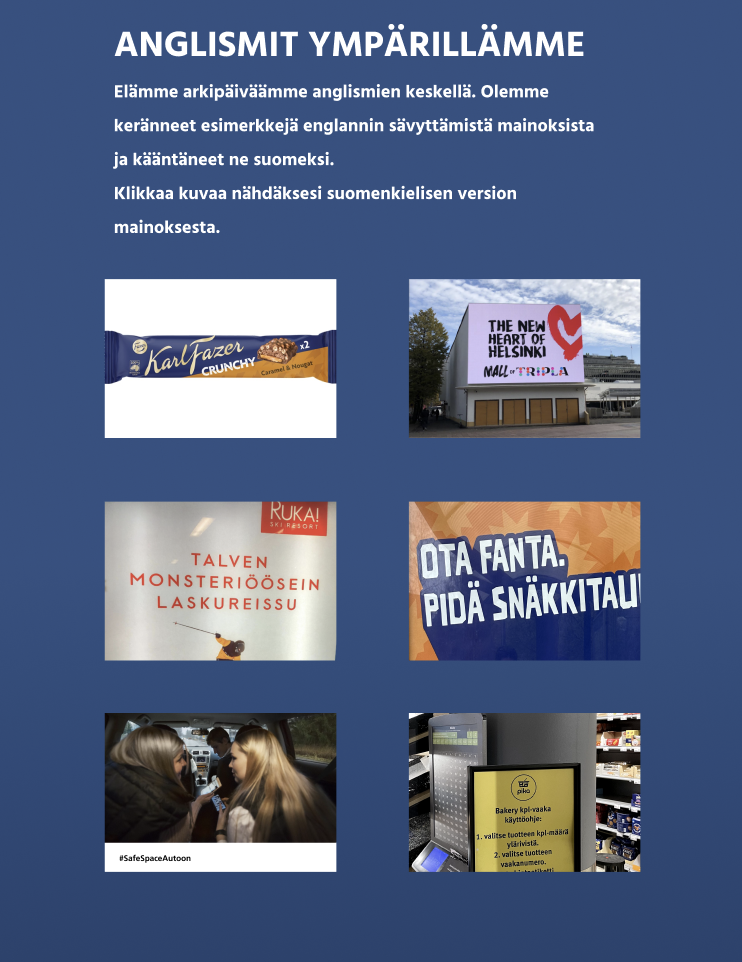 ANGLISMIT YMPÄRILLÄMME
Elämme arkipäiväämme anglismien keskellä. Olemme
keränneet esimerkkejä englannin sävyttämistä mainoksista
ja kääntäneet ne suomeksi.
Klikkaa kuvaa nähdäksesi suomenkielisen version
mainoksesta.
Karl Fazer
x2
CRUNCHY
Caramel & Nougat
THE NEW
HEART OF
HELSINKI
MALL OF TRIPLA
RUKA!
SKI RESORT
TALVEN
MONSTERIÖÖSEIN
LASKUREISSU
OTA FANTA.
PIDÄ SNÄKKITAU
#SafeSpaceAutoon
pika
Bakery kpl-vaaka
käyttöohje:
1. valitse tuotteen kpl-määrä
ylärivistä.
2. valitse tuotteen
vaakanumero.